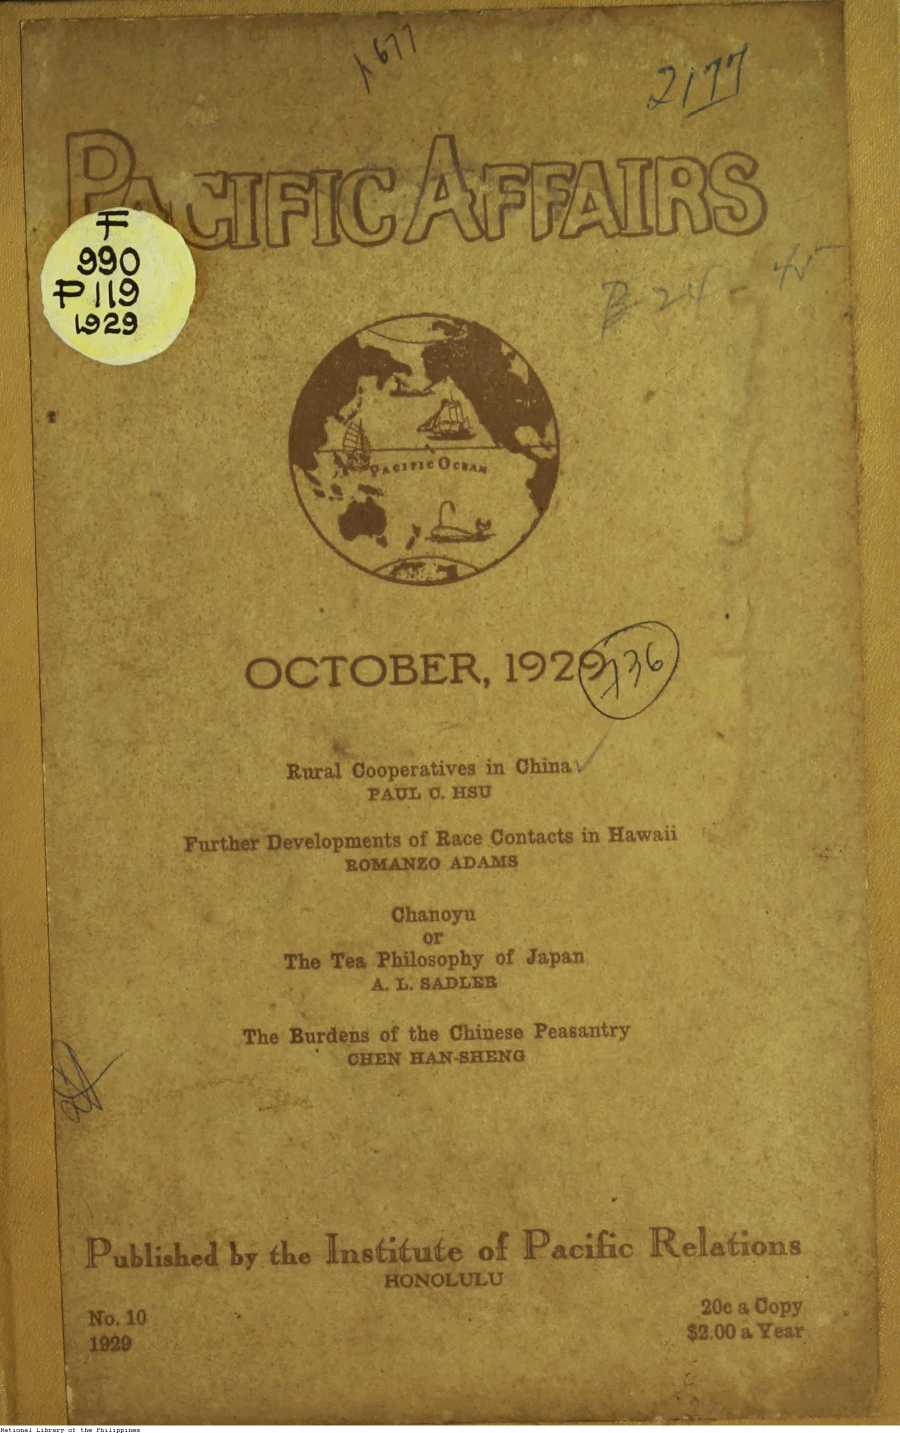 1677
2177
PACIFIC AFFAIRS
F
990
P119
1929
B-24-
PACIFIC OCEAN
OCTOBER, 1929
Rural Cooperatives in China
PAUL C. HSU
Further Developments of Race Contacts in Hawaii
ROMANZO ADAMS
Chanoyu
or
The Tea Philosophy of Japan
A. L. SADLER
The Burdens of the Chinese Peasantry
CHEN HAN-SHENG
Published by the Institute of Pacific Relations
HONOLULU
No. 10
20c a Copy
1929
$2.00 a Year
National Library of the Philippines